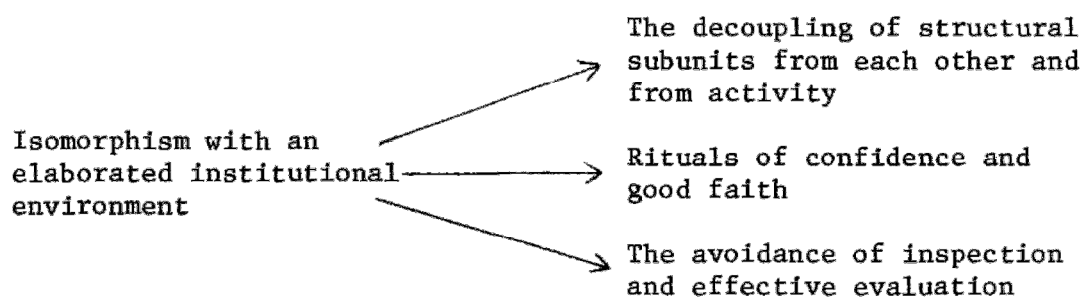 Isomorphism with an
elaborated institutional
environment
The decoupling of structural
subunits from each other and
from activity
Rituals of confidence and
good faith
The avoidance of inspection
and effective evaluation